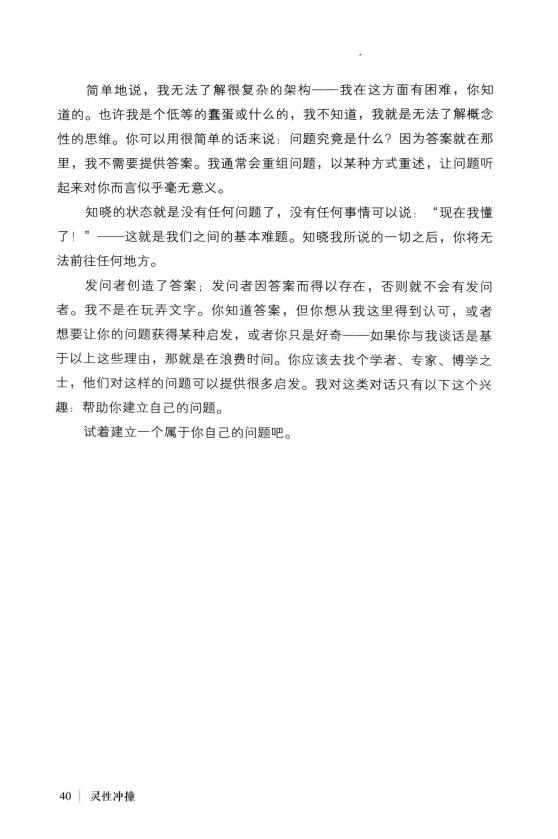 简单地说，我无法了解很复杂的架构——我在这方面有困难，你知
道的。也许我是个低等的蠢蛋或什么的，我不知道，我就是无法了解概念
性的思维。你可以用很简单的话来说：问题究竟是什么？因为答案就在那
里，我不需要提供答案。我通常会重组问题，以某种方式重述，让问题听
起来对你而言似乎毫无意义。
知晓的状态就是没有任何问题了，没有任何事情可以说：“现在我懂
了！”——这就是我们之间的基本难题。知晓我所说的一切之后，你将无
法前往任何地方。
发问者创造了答案；发问者因答案而得以存在，否则就不会有发问
者。我不是在玩弄文字。你知道答案，但你想从我这里得到认可，或者
想要让你的问题获得某种启发，或者你只是好奇——如果你与我谈话是基
于以上这些理由，那就是在浪费时间。你应该去找个学者、专家、博学之
士，他们对这样的问题可以提供很多启发。我对这类对话只有以下这个兴
趣：帮助你建立自己的问题。
试着建立一个属于你自己的问题吧。
40 灵性冲撞